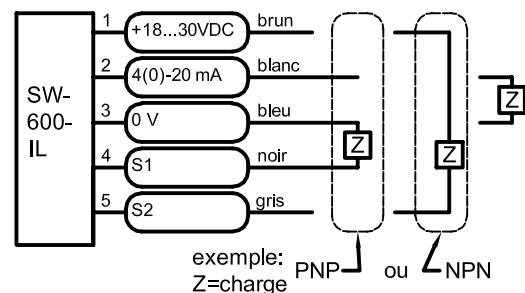 SW-
600-
IL
1 +18...30VDC brun
2 4(0)-20 mA blanc
3 0 V bleu
4 S1 noir
5 S2 gris
Z
Z
Z
exemple:
Z=charge
PNP ou NPN